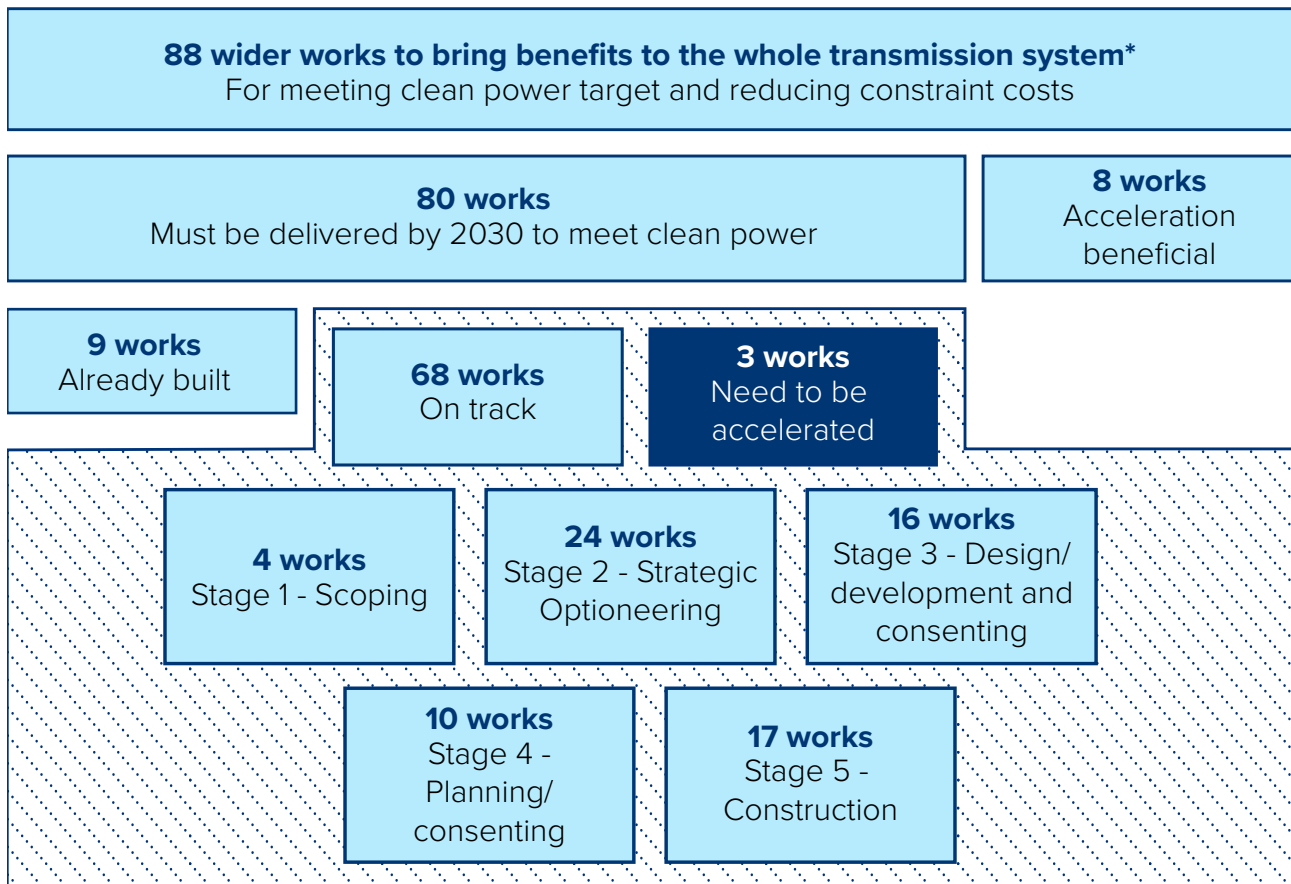 88 wider works to bring benefits to the whole transmission system*
For meeting clean power target and reducing constraint costs
80 works
Must be delivered by 2030 to meet clean power
8 works
Acceleration
beneficial
9 works
Already built
68 works
On track
3 works
Need to be
accelerated
4 works
Stage 1 - Scoping
24 works
Stage 2 - Strategic
Optioneering
16 works
Stage 3 - Design/
development and
consenting
10 works
Stage 4 -
Planning/
consenting
17 works
Stage 5 -
Construction